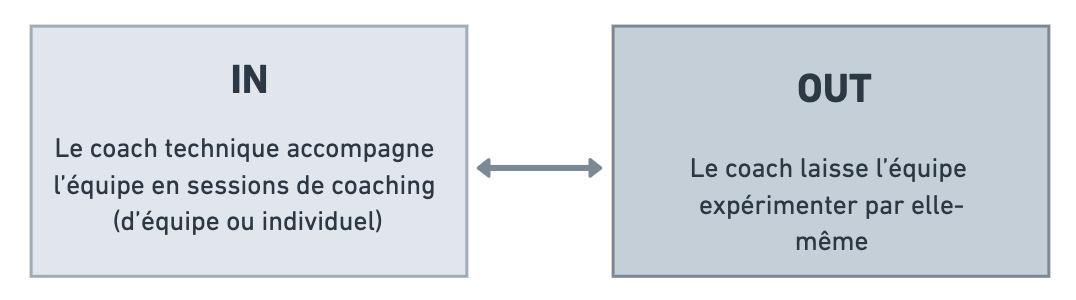 IN
Le coach technique accompagne
l’équipe en sessions de coaching
(d’équipe ou individuel)
OUT
Le coach laisse l’équipe
expérimenter par elle-
même